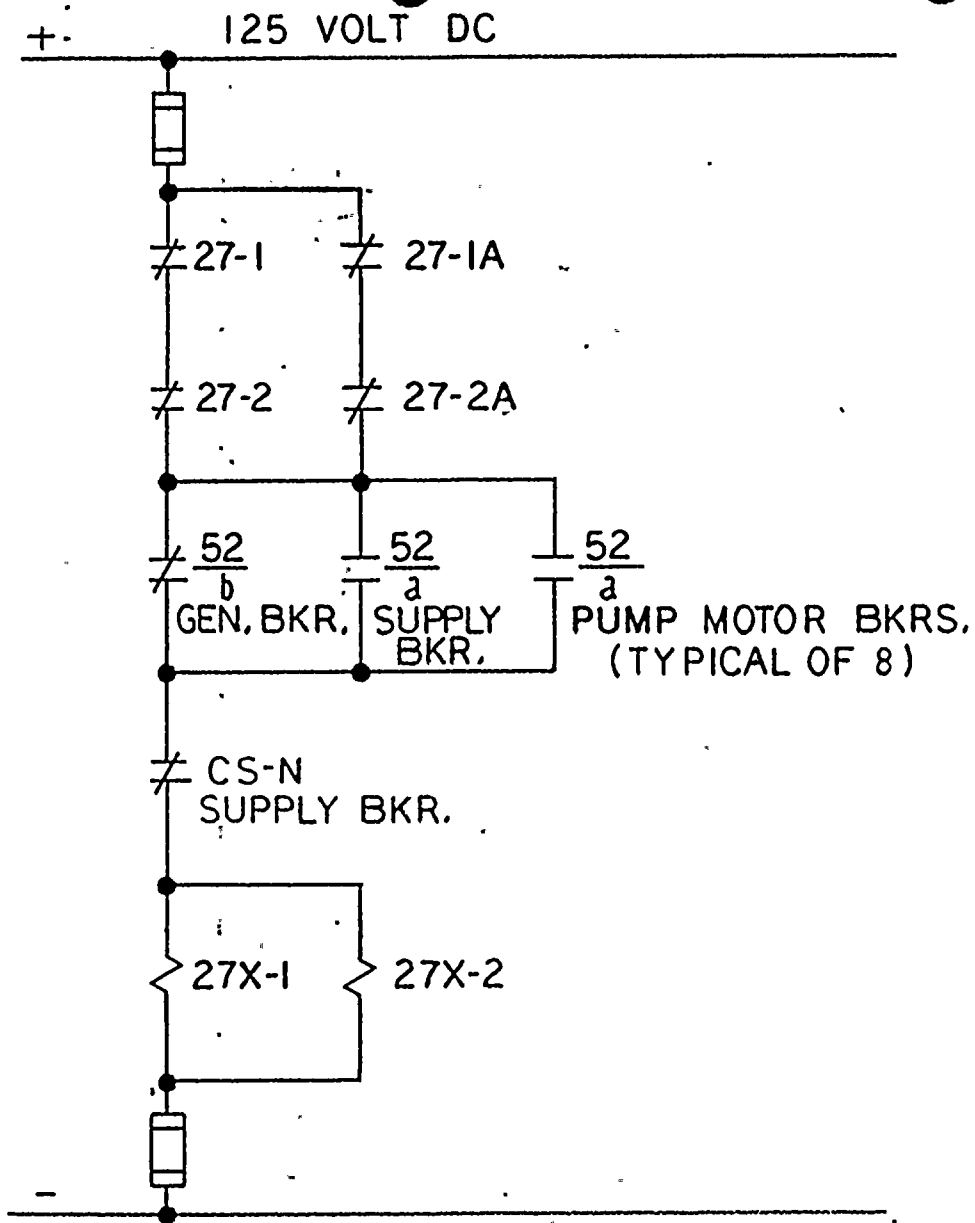 + 125 VOLT DC
27-1 27-1A
27-2 27-2A
52 52 52
b a a
GEN. BKR. SUPPLY PUMP MOTOR BKRS.
BKR. (TYPICAL OF 8)
CS-N
SUPPLY BKR.
27X-1 27X-2
−